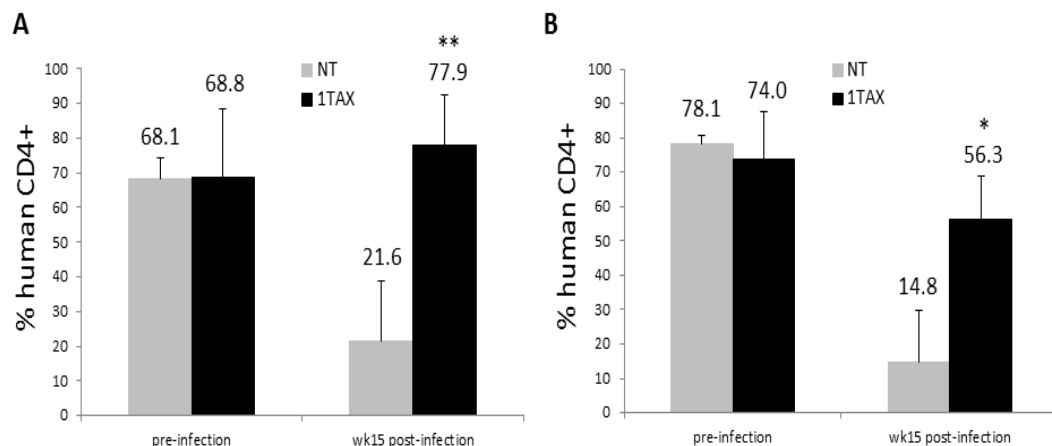 A
% human CD4+
100
90
80
70
60
50
40
30
20
10
0
NT
1TAX
68.1
68.8
21.6
**
77.9
pre-infection
wk15 post-infection
B
% human CD4+
100
90
80
70
60
50
40
30
20
10
0
NT
1TAX
78.1
74.0
14.8
*
56.3
pre-infection
wk15 post-infection